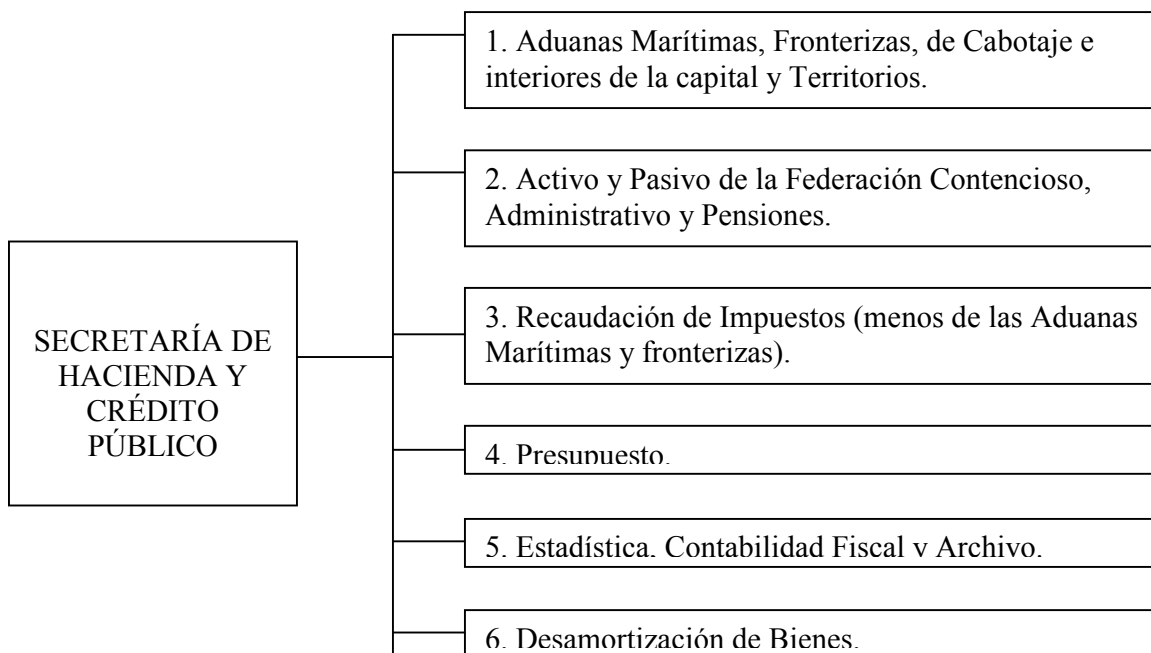 1. Aduanas Marítimas, Fronterizas, de Cabotaje e
interiores de la capital y Territorios.
2. Activo y Pasivo de la Federación Contencioso,
Administrativo y Pensiones.
3. Recaudación de Impuestos (menos de las Aduanas
Marítimas y fronterizas).
SECRETARÍA DE
HACIENDA Y
CRÉDITO
PÚBLICO
4. Presupuesto.
5. Estadística, Contabilidad Fiscal y Archivo.
6. Desamortización de Bienes.